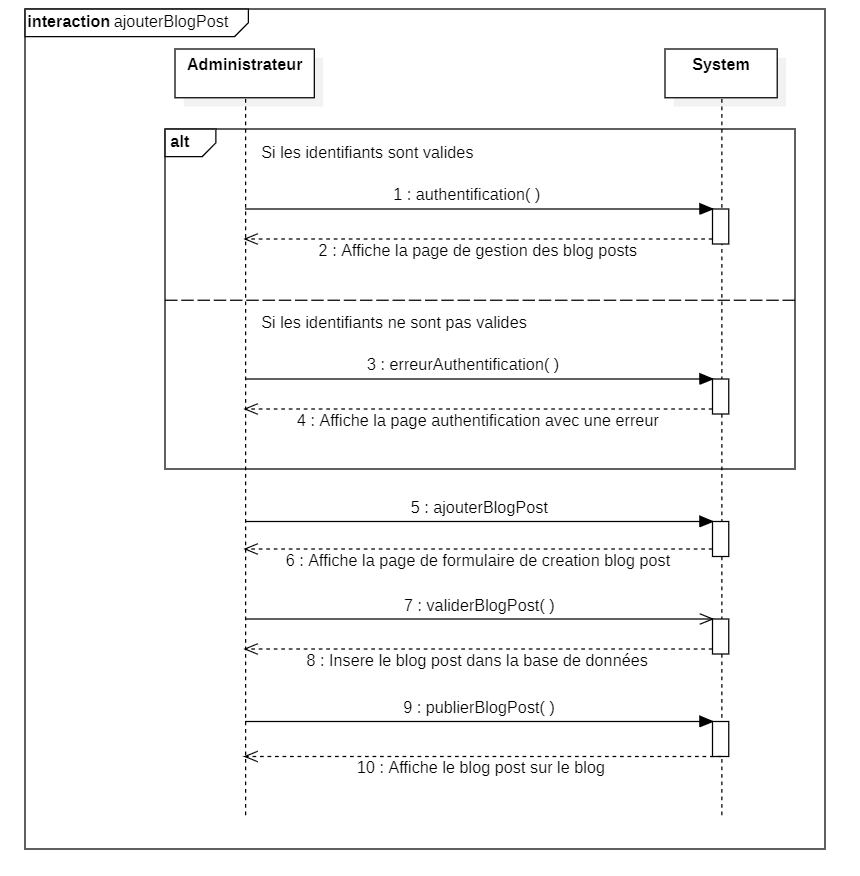 interaction ajouterBlogPost
Administrateur
System
alt
Si les identifiants sont valides
1 : authentification( )
2 : Affiche la page de gestion des blog posts
Si les identifiants ne sont pas valides
3 : erreurAuthentification( )
4 : Affiche la page authentification avec une erreur
5 : ajouterBlogPost
6 : Affiche la page de formulaire de creation blog post
7 : validerBlogPost( )
8 : Insere le blog post dans la base de données
9 : publierBlogPost( )
10 : Affiche le blog post sur le blog